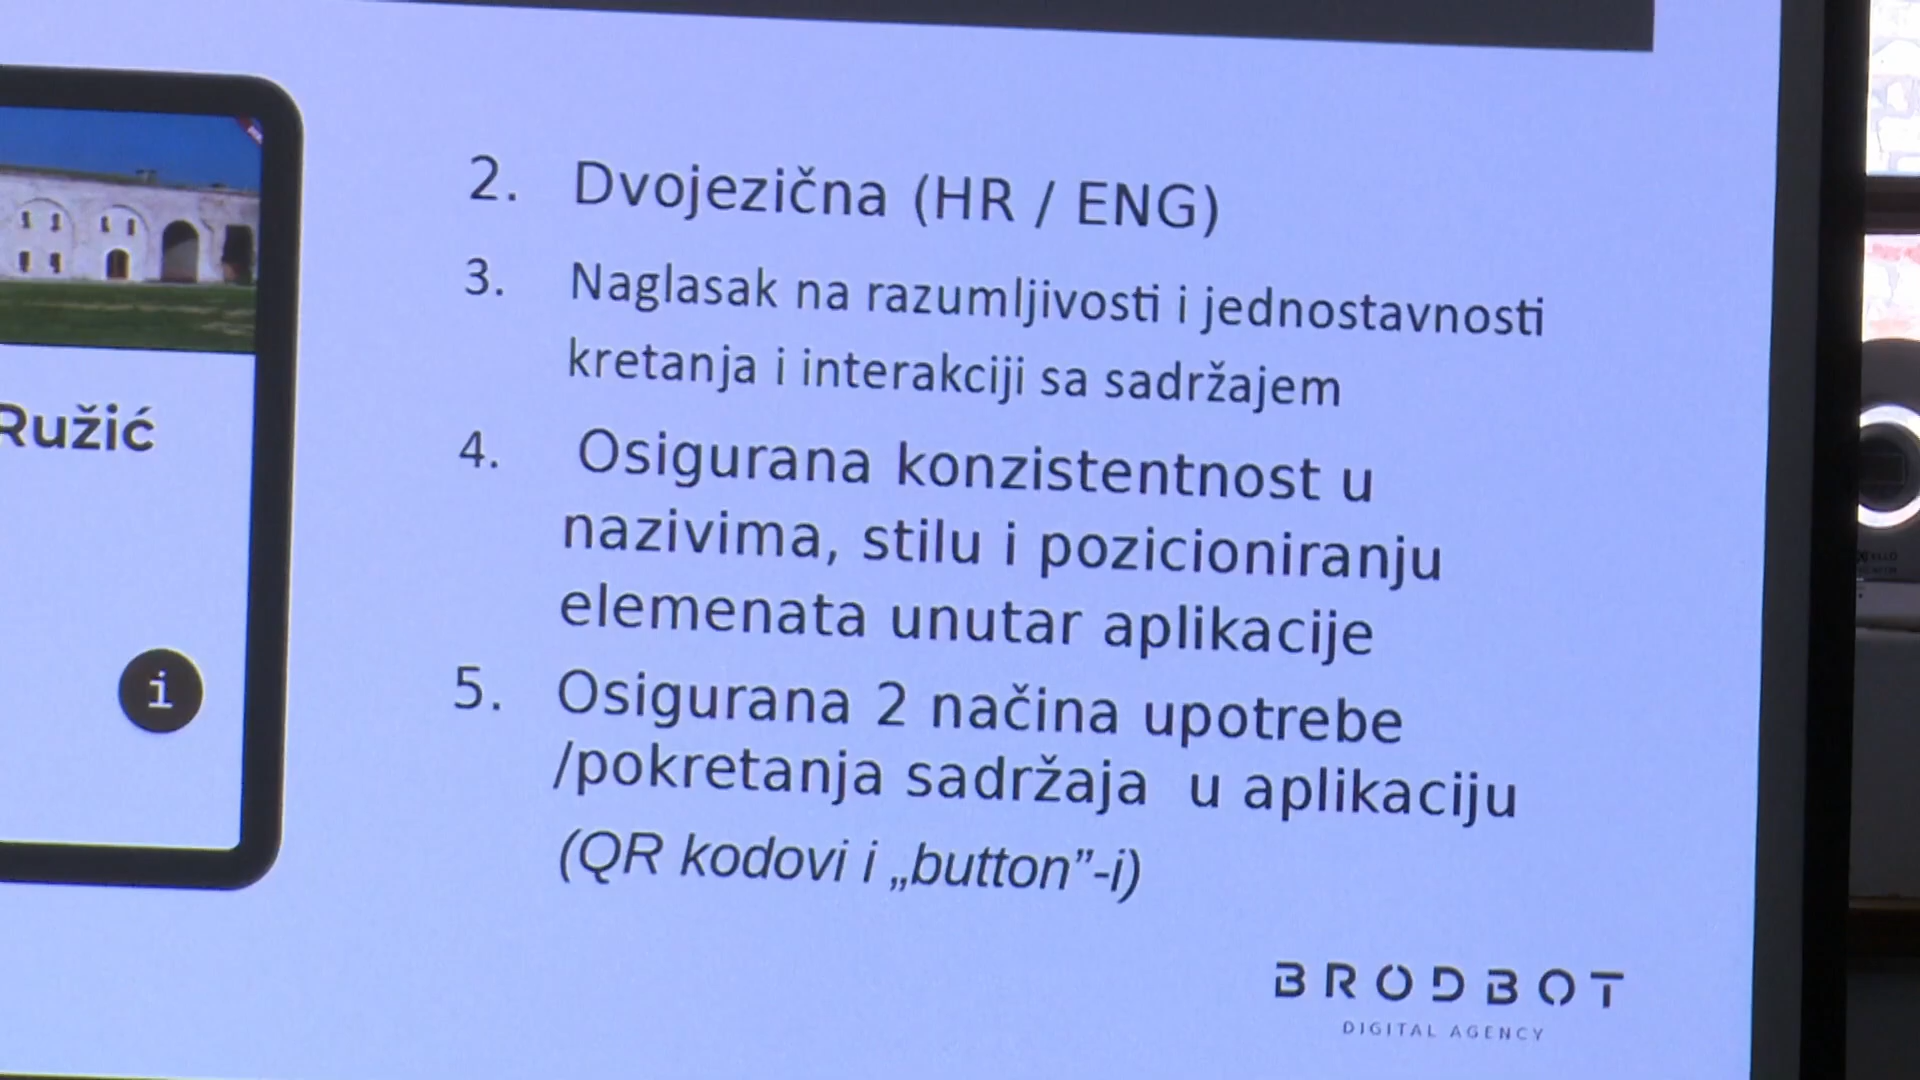 2. Dvojezična (HR / ENG)
3. Naglasak na razumljivosti i jednostavnosti
kretanja i interakciji sa sadržajem
4. Osigurana konzistentnost u
nazivima, stilu i pozicioniranju
elemenata unutar aplikacije
5. Osigurana 2 načina upotrebe
/pokretanja sadržaja u aplikaciju
(QR kodovi i „button”-i)
Ružić
i
BRODBOT
DIGITAL AGENCY